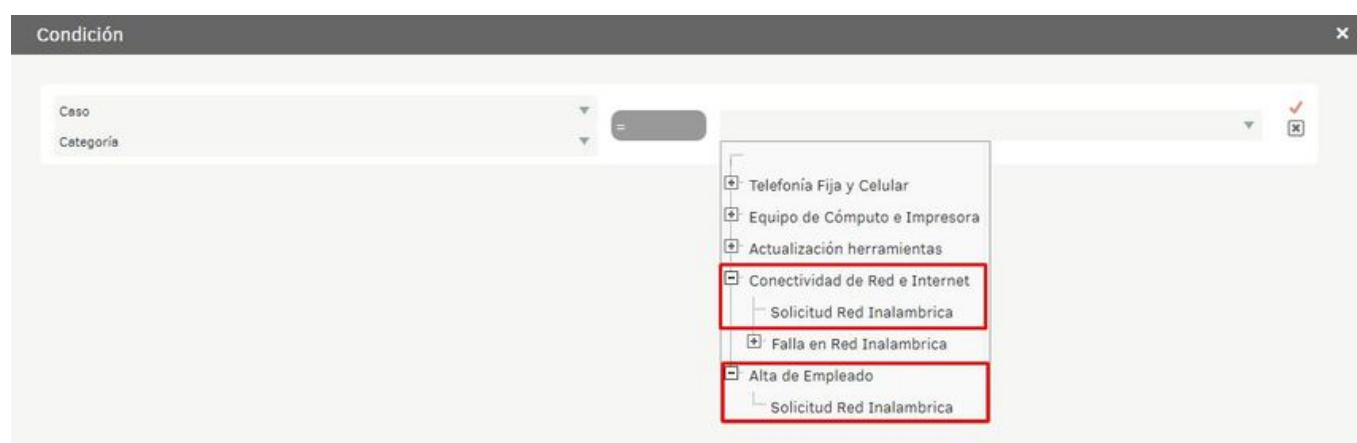 Condición
Caso
Categoría
=
Telefonía Fija y Celular
Equipo de Cómputo e Impresora
Actualización herramientas
Conectividad de Red e Internet
Solicitud Red Inalambrica
Falla en Red Inalambrica
Alta de Empleado
Solicitud Red Inalambrica